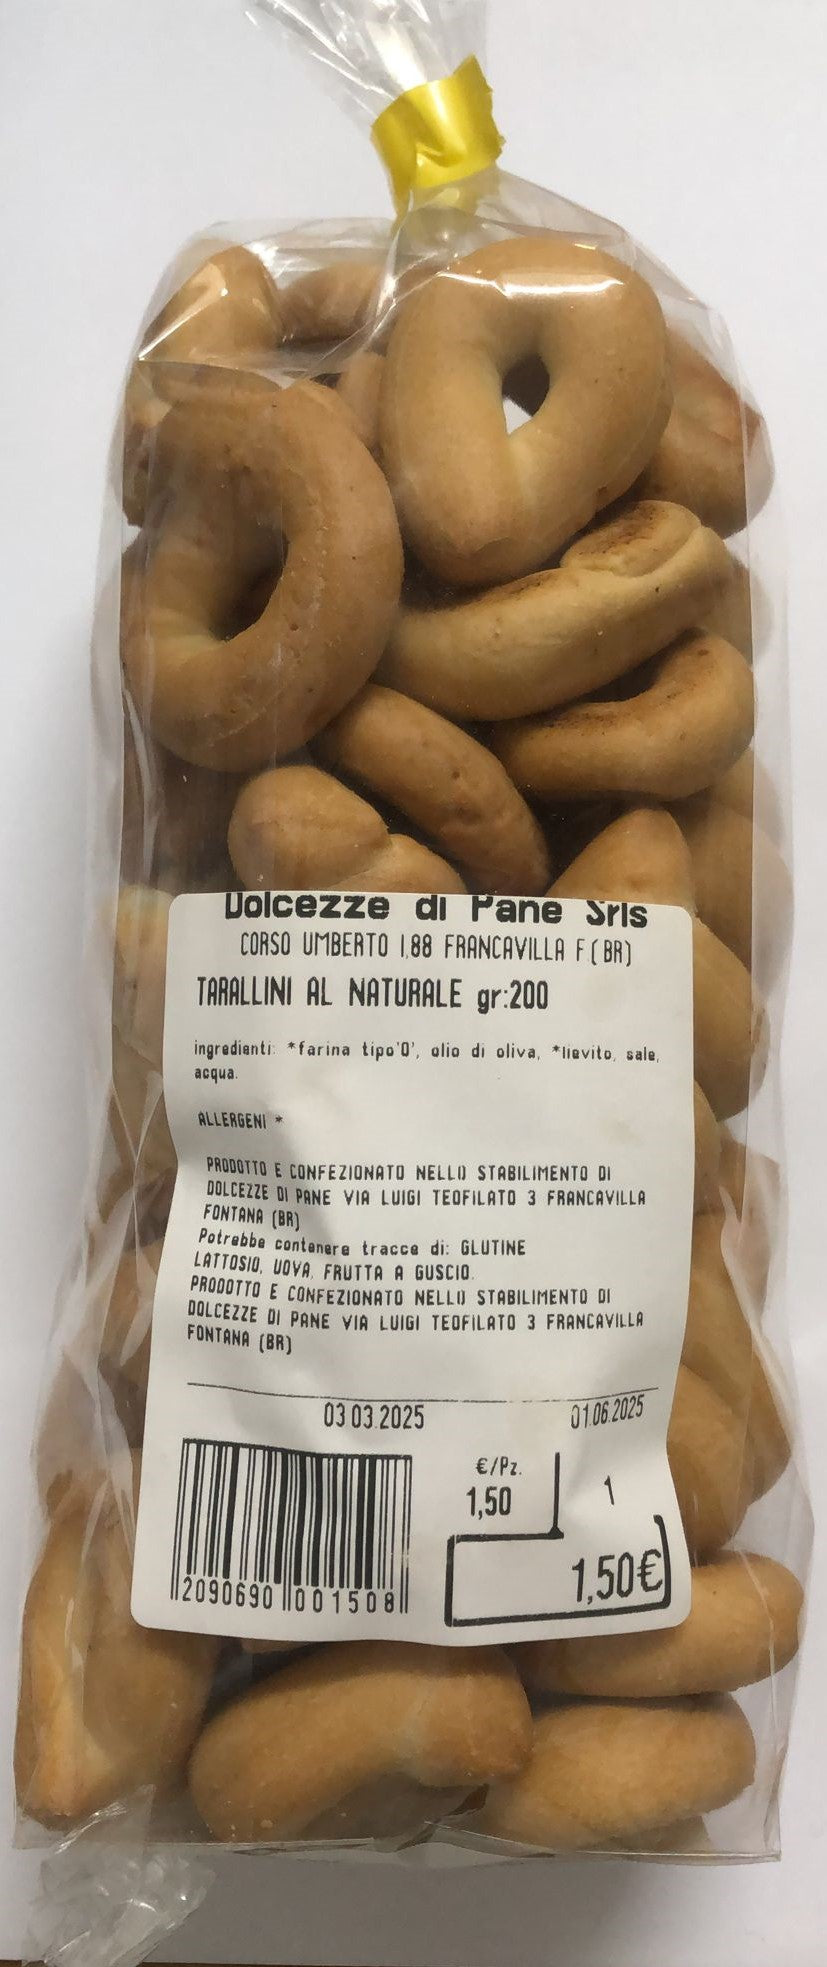 Dolcezze di Pane Srls
CORSO UMBERTO I,88 FRANCAVILLA F.(BR)
TARALLINI AL NATURALE gr:200
ingredienti: *farina tipo'0', olio di oliva, *lievito, sale,
acqua.
ALLERGENI *
PRODOTTO E CONFEZIONATO NELLO STABILIMENTO DI
DOLCEZZE DI PANE VIA LUIGI TEOFILATO 3 FRANCAVILLA
FONTANA (BR)
Potrebbe contenere tracce di: GLUTINE
LATTOSIO, UOVA, FRUTTA A GUSCIO.
PRODOTTO E CONFEZIONATO NELLO STABILIMENTO DI
DOLCEZZE DI PANE VIA LUIGI TEOFILATO 3 FRANCAVILLA
FONTANA (BR)
03.03.2025 01.06.2025
€/Pz.
1,50 1
1,50€
2090690 001508